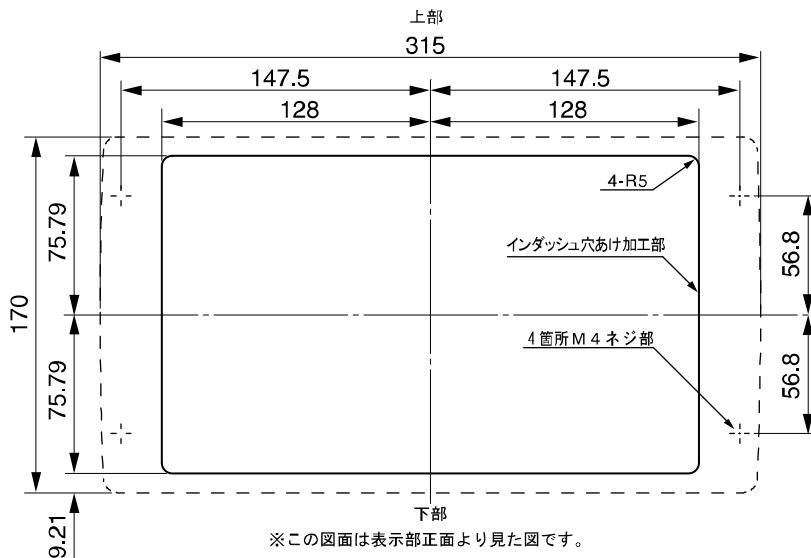 上部
315
147.5
147.5
128
128
4-R5
75.79
インダッシュ穴あけ加工部
56.8
170
4箇所M4ネジ部
75.79
56.8
下部
9.21
※この図面は表示部正面より見た図です。